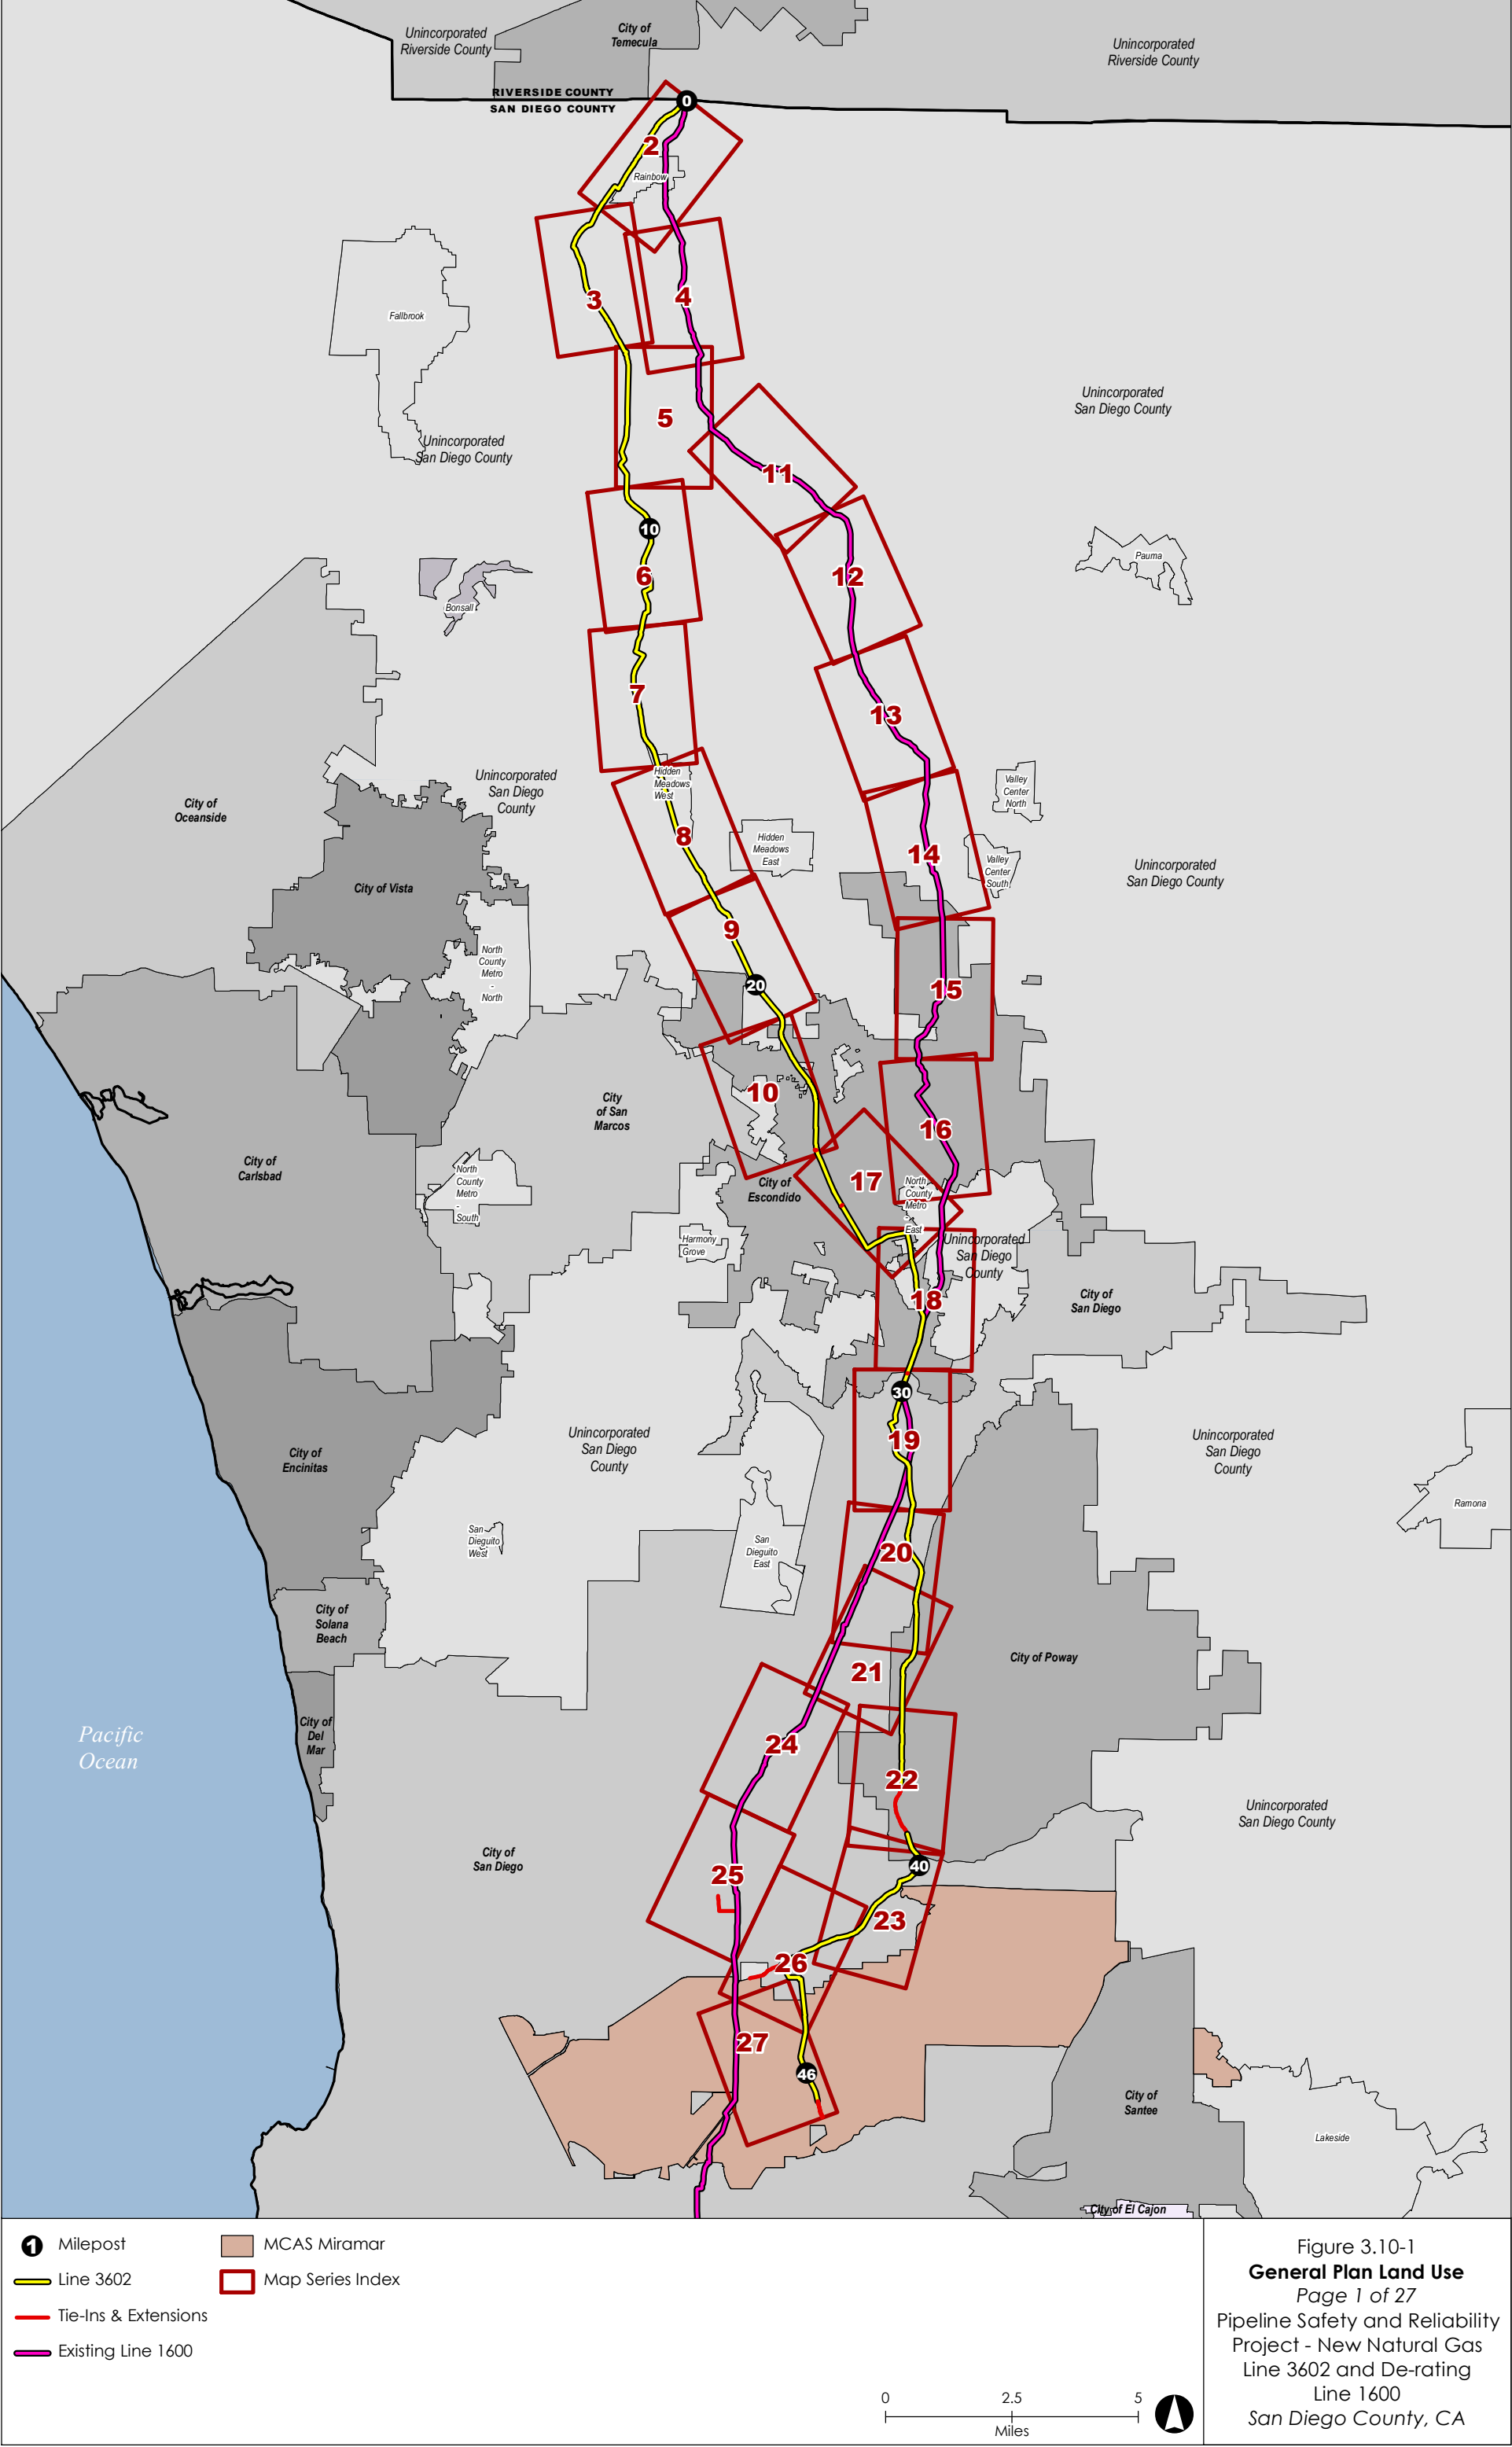 Unincorporated
Riverside County
City of
Temecula
Unincorporated
Riverside County
RIVERSIDE COUNTY
SAN DIEGO COUNTY
0
2
Rainbow
3
4
Fallbrook
5
Unincorporated
San Diego County
Unincorporated
San Diego County
11
10
6
12
Pauma
Bonsall
7
13
City of
Oceanside
Unincorporated
San Diego
County
Hidden
Meadows
West
Valley
Center
North
8
Hidden
Meadows
East
14
Valley
Center
South
Unincorporated
San Diego County
City of Vista
9
North
County
Metro
-
North
20
15
10
City
of San
Marcos
16
City of
Carlsbad
North
County
Metro
-
South
City of
Escondido
17
North
County
Metro
-
East
Harmony
Grove
Unincorporated
San Diego
County
18
City of
San Diego
30
19
City of
Encinitas
Unincorporated
San Diego
County
Unincorporated
San Diego
County
Ramona
San
Dieguito
West
San
Dieguito
East
20
City of
Solana
Beach
21
City of Poway
City of
Del
Mar
Pacific
Ocean
24
22
Unincorporated
San Diego County
City of
San Diego
25
40
23
26
27
46
City of
Santee
Lakeside
City of El Cajon
1 Milepost
Line 3602
Tie-Ins & Extensions
Existing Line 1600
MCAS Miramar
Map Series Index
0 2.5 5
Miles
Figure 3.10-1
General Plan Land Use
Page 1 of 27
Pipeline Safety and Reliability
Project - New Natural Gas
Line 3602 and De-rating
Line 1600
San Diego County, CA